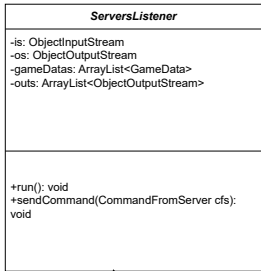 ServersListener
-is: ObjectInputStream
-os: ObjectOutputStream
-gameDatas: ArrayList<GameData>
-outs: ArrayList<ObjectOutputStream>
+run(): void
+sendCommand(CommandFromServer cfs):
void